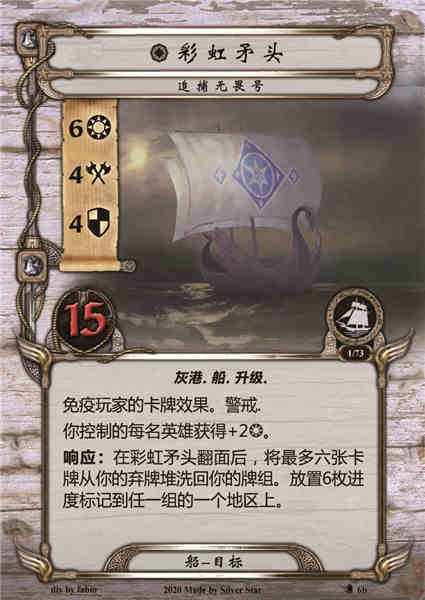 彩虹矛头
追捕无畏号
6
4
4
15
1/73
灰港. 船. 升级.
免疫玩家的卡牌效果。警戒.
你控制的每名英雄获得+2。
响应：在彩虹矛头翻面后，将最多六张卡
牌从你的弃牌堆洗回你的牌组。放置6枚进
度标记到任一组的一个地区上。
船–目标
diy by fabio
2020 Made by Silver Star
6b